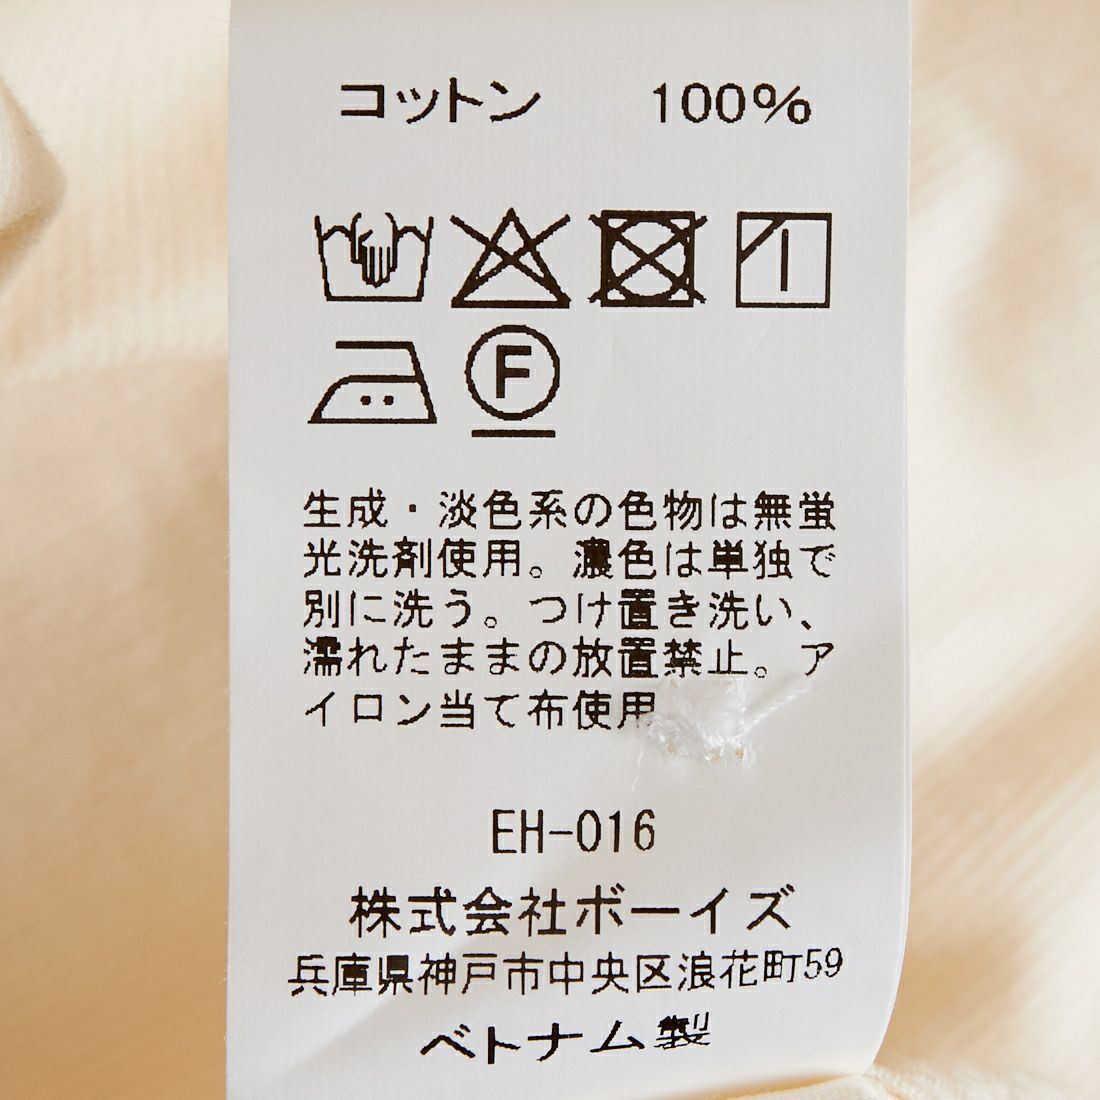 コットン 100%
F
生成・淡色系の色物は無蛍
光洗剤使用。濃色は単独で
別に洗う。つけ置き洗い、
濡れたままの放置禁止。ア
イロン当て布使用
EH-016
株式会社ボーイズ
兵庫県神戸市中央区浪花町59
ベトナム製